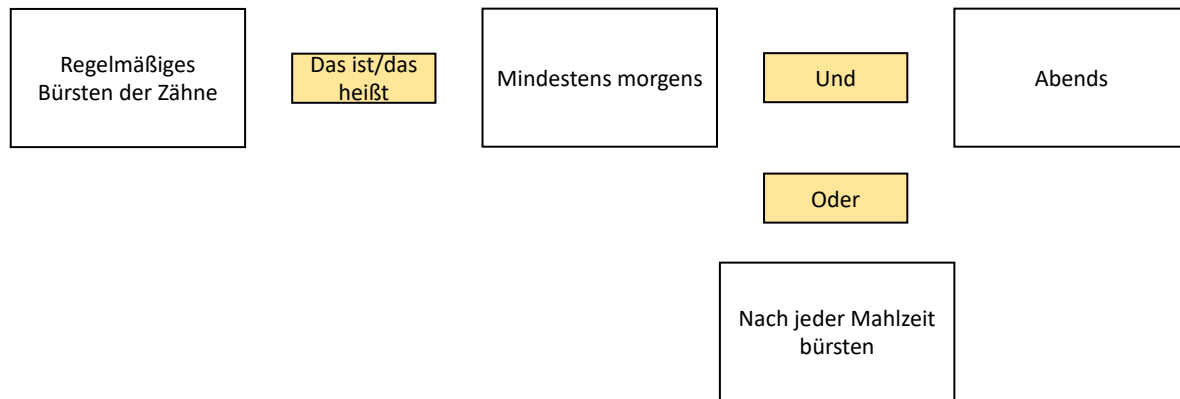 Regelmäßiges
Bürsten der Zähne
Das ist/das
heißt
Mindestens morgens
Und
Abends
Oder
Nach jeder Mahlzeit
bürsten